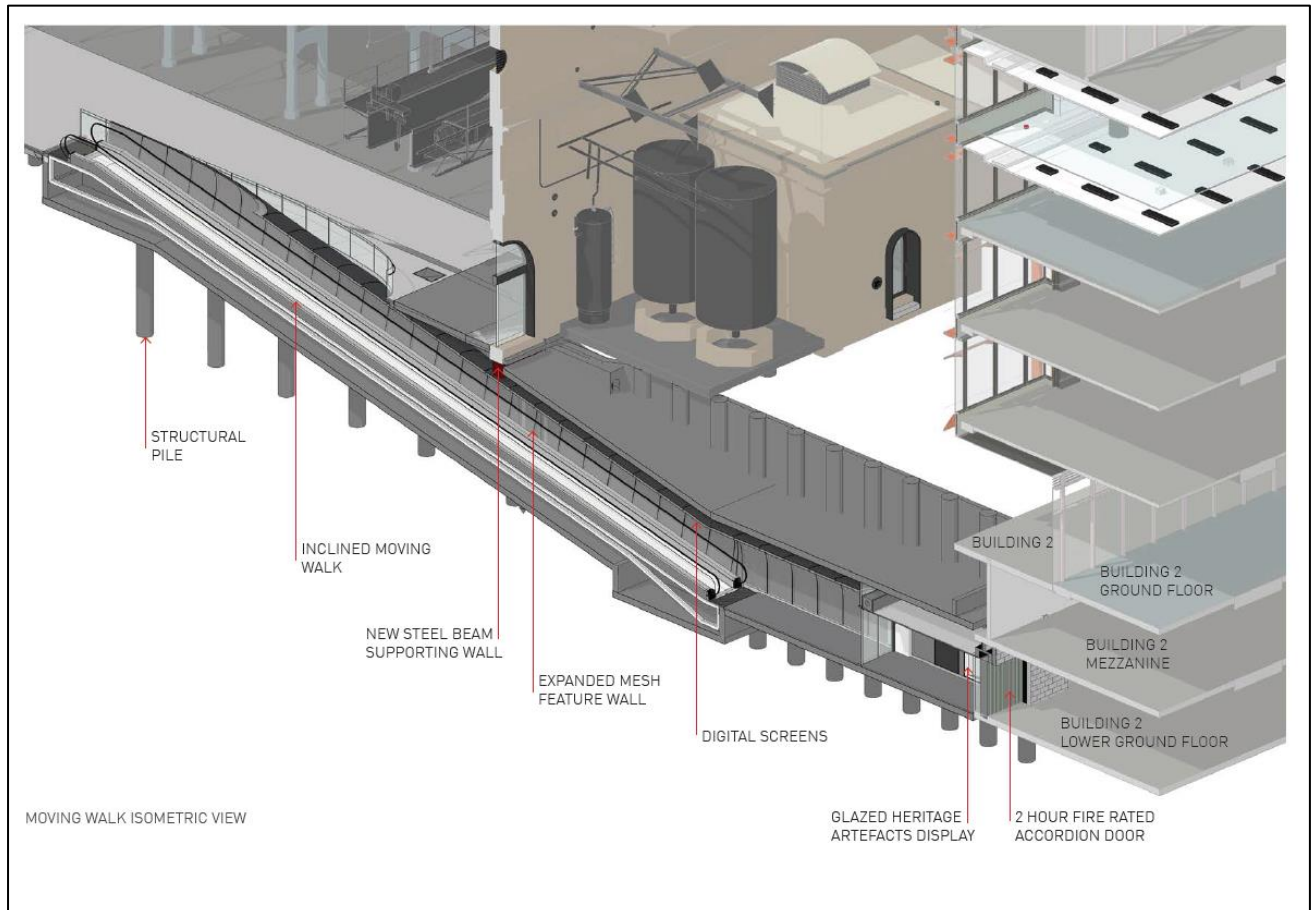 STRUCTURAL
PILE
INCLINED MOVING
WALK
NEW STEEL BEAM
SUPPORTING WALL
EXPANDED MESH
FEATURE WALL
DIGITAL SCREENS
BUILDING 2
BUILDING 2
GROUND FLOOR
BUILDING 2
MEZZANINE
BUILDING 2
LOWER GROUND FLOOR
MOVING WALK ISOMETRIC VIEW
GLAZED HERITAGE
ARTEFACTS DISPLAY
2 HOUR FIRE RATED
ACCORDION DOOR